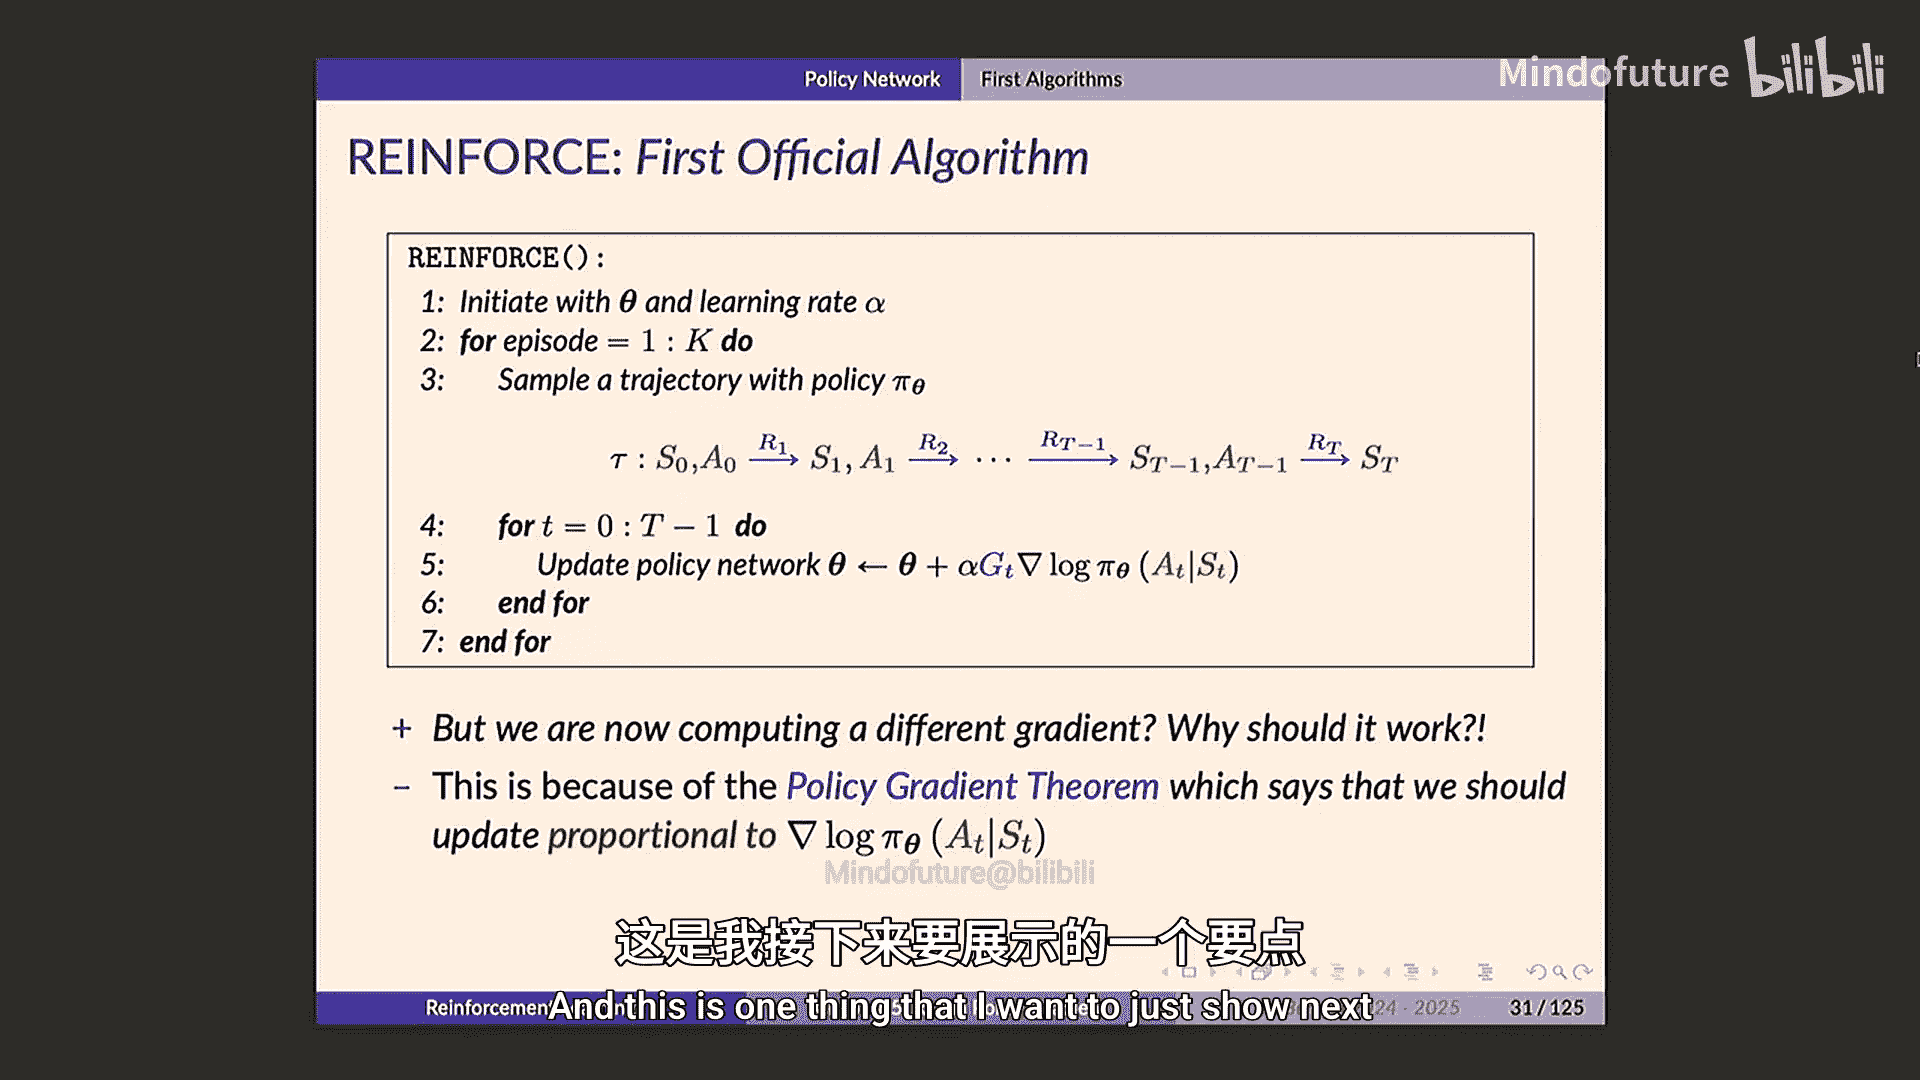 Mindofuture bilibili
Policy Network First Algorithms
REINFORCE: First Official Algorithm
REINFORCE():
1: Initiate with θ and learning rate α
2: for episode = 1 : K do
3: Sample a trajectory with policy π_θ
τ : S_0, A_0 —R_1→ S_1, A_1 —R_2→ ⋯ —R_{T−1}→ S_{T−1}, A_{T−1} —R_T→ S_T
4: for t = 0 : T − 1 do
5: Update policy network θ ← θ + αG_t∇ log π_θ (A_t|S_t)
6: end for
7: end for
+ But we are now computing a different gradient? Why should it work?!
− This is because of the Policy Gradient Theorem which says that we should
update proportional to ∇ log π_θ (A_t|S_t)
Mindofuture@bilibili
这是我接下来要展示的一个要点
And this is one thing that I want to just show next
Reinforcement 2025 31 / 125